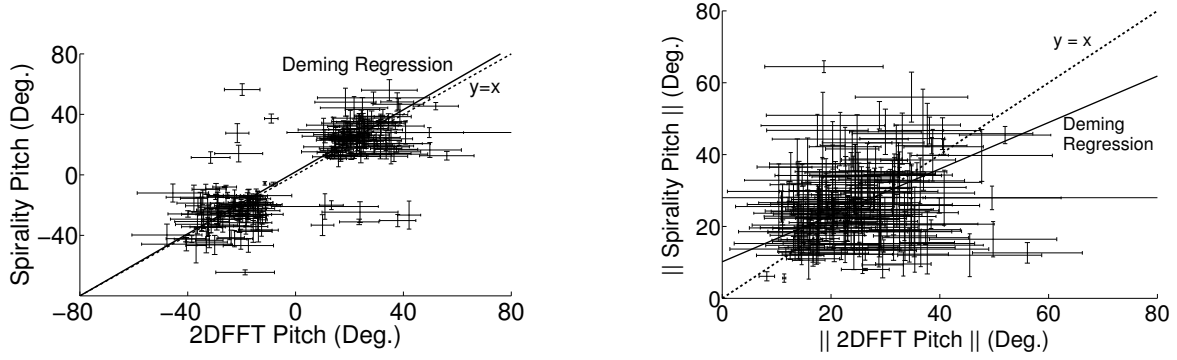 Spirality Pitch (Deg.)
80
40
0
−40
−80
−40
0
40
80
2DFFT Pitch (Deg.)
Deming Regression
y=x
|| Spirality Pitch || (Deg.)
80
60
40
20
0
0
20
40
60
80
|| 2DFFT Pitch || (Deg.)
y = x
Deming
Regression